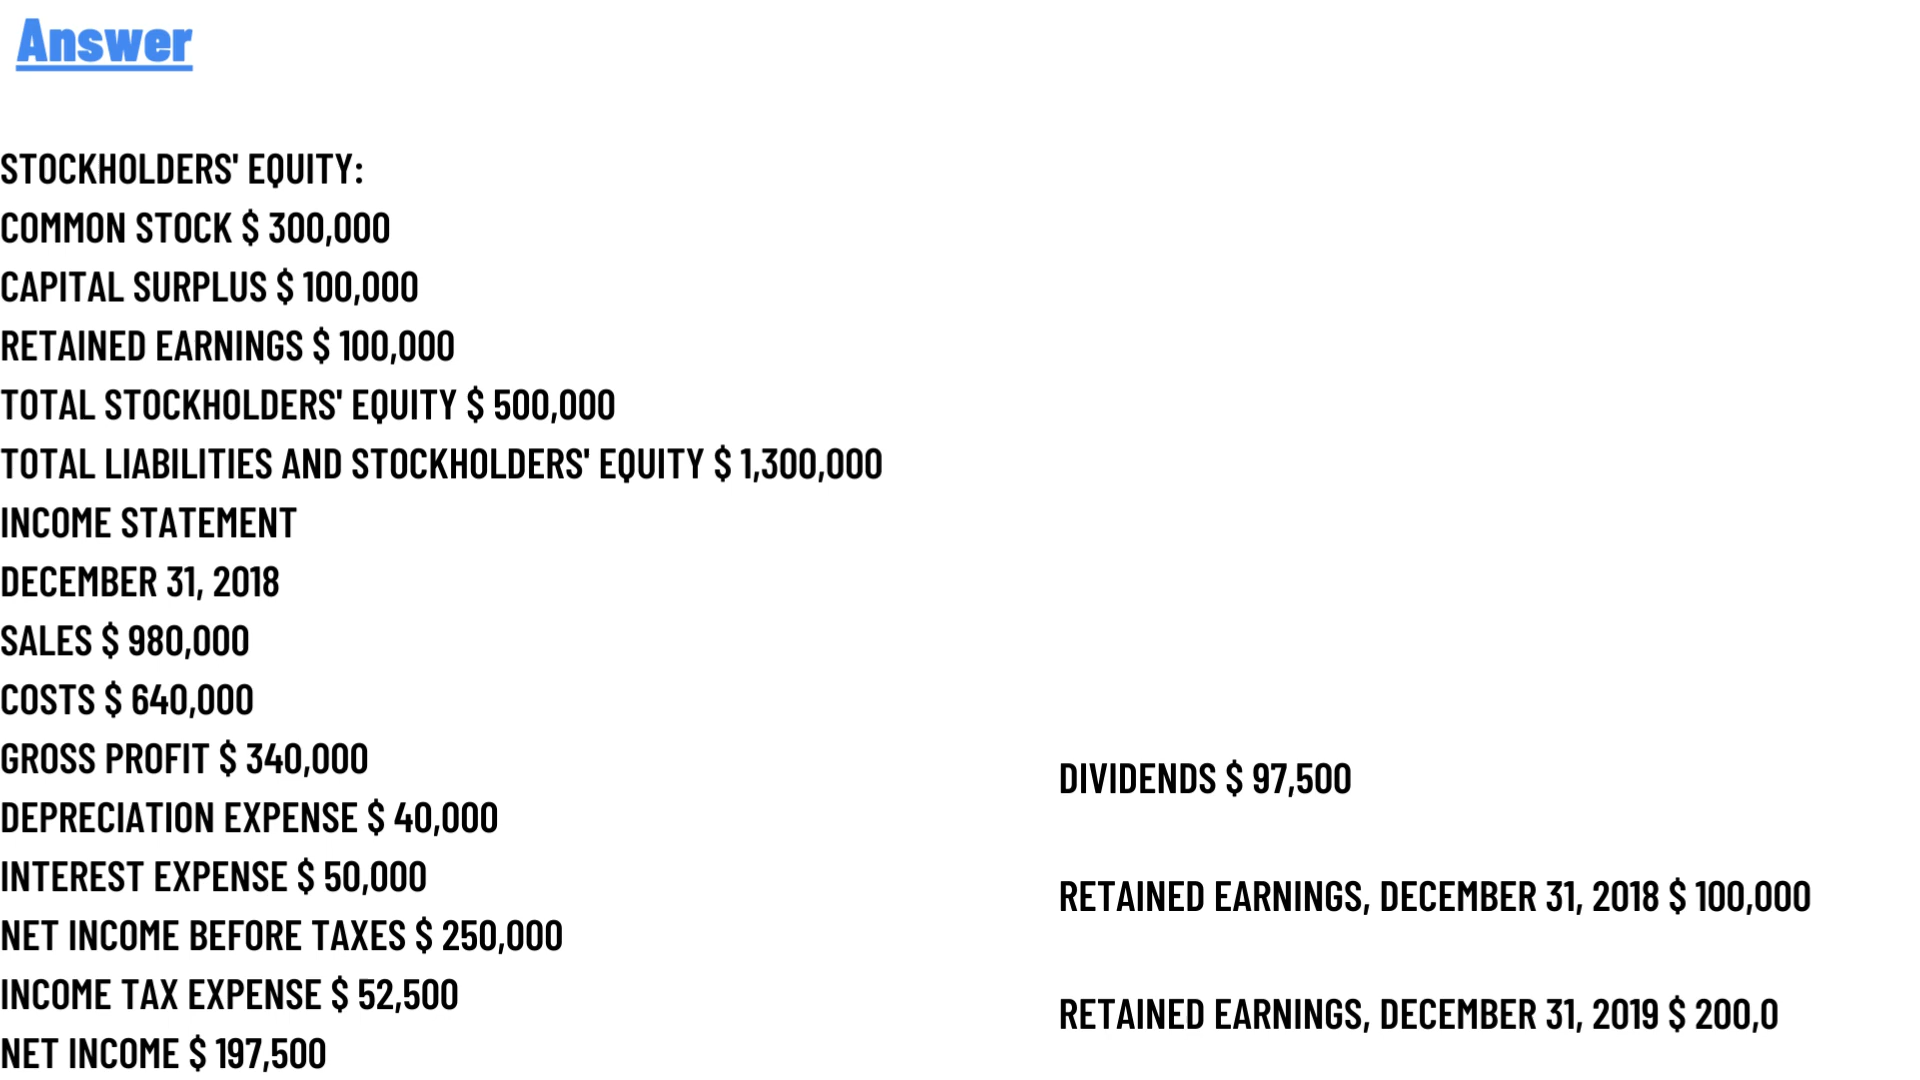 Answer
STOCKHOLDERS' EQUITY:
COMMON STOCK $ 300,000
CAPITAL SURPLUS $ 100,000
RETAINED EARNINGS $ 100,000
TOTAL STOCKHOLDERS' EQUITY $ 500,000
TOTAL LIABILITIES AND STOCKHOLDERS' EQUITY $ 1,300,000
INCOME STATEMENT
DECEMBER 31, 2018
SALES $ 980,000
COSTS $ 640,000
GROSS PROFIT $ 340,000
DEPRECIATION EXPENSE $ 40,000
INTEREST EXPENSE $ 50,000
NET INCOME BEFORE TAXES $ 250,000
INCOME TAX EXPENSE $ 52,500
NET INCOME $ 197,500
DIVIDENDS $ 97,500
RETAINED EARNINGS, DECEMBER 31, 2018 $ 100,000
RETAINED EARNINGS, DECEMBER 31, 2019 $ 200,0